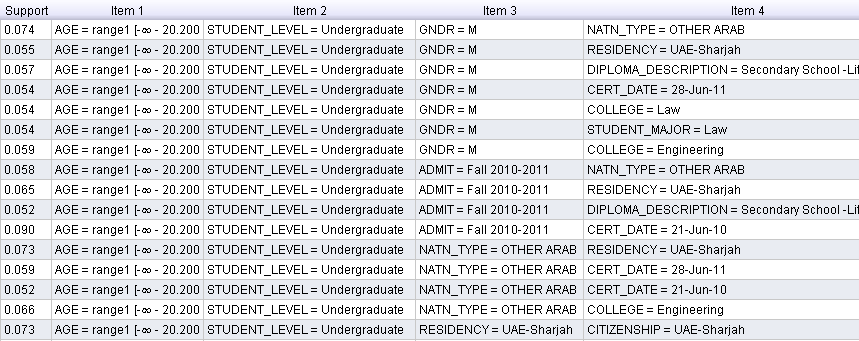 Support Item 1 Item 2 Item 3 Item 4
0.074 AGE = range1 [-∞ - 20.200 STUDENT_LEVEL = Undergraduate GNDR = M NATN_TYPE = OTHER ARAB
0.055 AGE = range1 [-∞ - 20.200 STUDENT_LEVEL = Undergraduate GNDR = M RESIDENCY = UAE-Sharjah
0.057 AGE = range1 [-∞ - 20.200 STUDENT_LEVEL = Undergraduate GNDR = M DIPLOMA_DESCRIPTION = Secondary School -Lit
0.054 AGE = range1 [-∞ - 20.200 STUDENT_LEVEL = Undergraduate GNDR = M CERT_DATE = 28-Jun-11
0.054 AGE = range1 [-∞ - 20.200 STUDENT_LEVEL = Undergraduate GNDR = M COLLEGE = Law
0.054 AGE = range1 [-∞ - 20.200 STUDENT_LEVEL = Undergraduate GNDR = M STUDENT_MAJOR = Law
0.059 AGE = range1 [-∞ - 20.200 STUDENT_LEVEL = Undergraduate GNDR = M COLLEGE = Engineering
0.058 AGE = range1 [-∞ - 20.200 STUDENT_LEVEL = Undergraduate ADMIT = Fall 2010-2011 NATN_TYPE = OTHER ARAB
0.065 AGE = range1 [-∞ - 20.200 STUDENT_LEVEL = Undergraduate ADMIT = Fall 2010-2011 RESIDENCY = UAE-Sharjah
0.052 AGE = range1 [-∞ - 20.200 STUDENT_LEVEL = Undergraduate ADMIT = Fall 2010-2011 DIPLOMA_DESCRIPTION = Secondary School -Lit
0.090 AGE = range1 [-∞ - 20.200 STUDENT_LEVEL = Undergraduate ADMIT = Fall 2010-2011 CERT_DATE = 21-Jun-10
0.073 AGE = range1 [-∞ - 20.200 STUDENT_LEVEL = Undergraduate NATN_TYPE = OTHER ARAB RESIDENCY = UAE-Sharjah
0.059 AGE = range1 [-∞ - 20.200 STUDENT_LEVEL = Undergraduate NATN_TYPE = OTHER ARAB CERT_DATE = 28-Jun-11
0.052 AGE = range1 [-∞ - 20.200 STUDENT_LEVEL = Undergraduate NATN_TYPE = OTHER ARAB CERT_DATE = 21-Jun-10
0.066 AGE = range1 [-∞ - 20.200 STUDENT_LEVEL = Undergraduate NATN_TYPE = OTHER ARAB COLLEGE = Engineering
0.073 AGE = range1 [-∞ - 20.200 STUDENT_LEVEL = Undergraduate RESIDENCY = UAE-Sharjah CITIZENSHIP = UAE-Sharjah